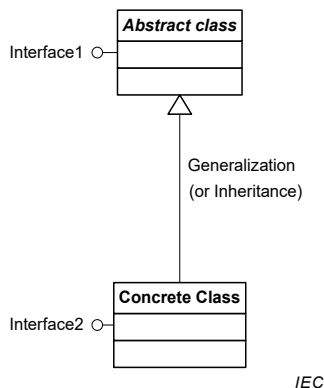 Abstract class
Interface1
Generalization
(or Inheritance)
Concrete Class
Interface2
IEC